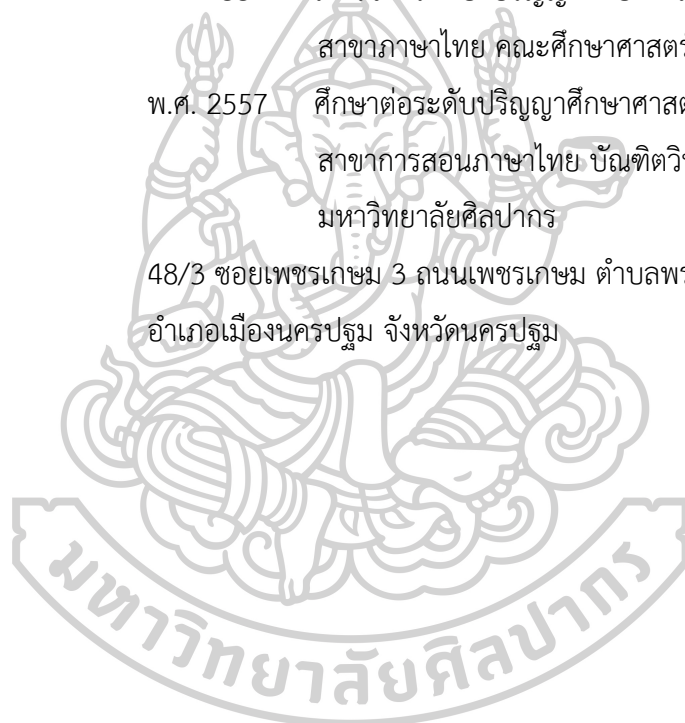 สาขาภาษาไทย คณะศึกษาศาสตร์
พ.ศ. 2557 ศึกษาต่อระดับปริญญาศึกษาศาสต
สาขาการสอนภาษาไทย บัณฑิตวิ
มหาวิทยาลัยศิลปากร
48/3 ซอยเพชรเกษม 3 ถนนเพชรเกษม ตำบลพร
อำเภอเมืองนครปฐม จังหวัดนครปฐม
มหาวิทยาลัยศิลปากร